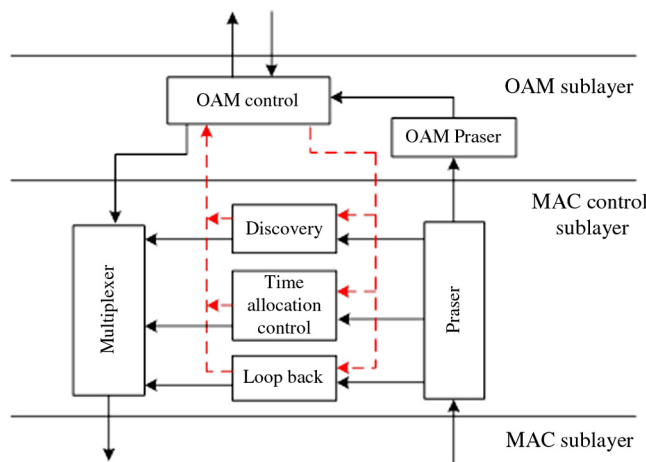 OAM sublayer
OAM control
OAM Praser
MAC control
sublayer
Multiplexer
Discovery
Time
allocation
control
Loop back
Praser
MAC sublayer